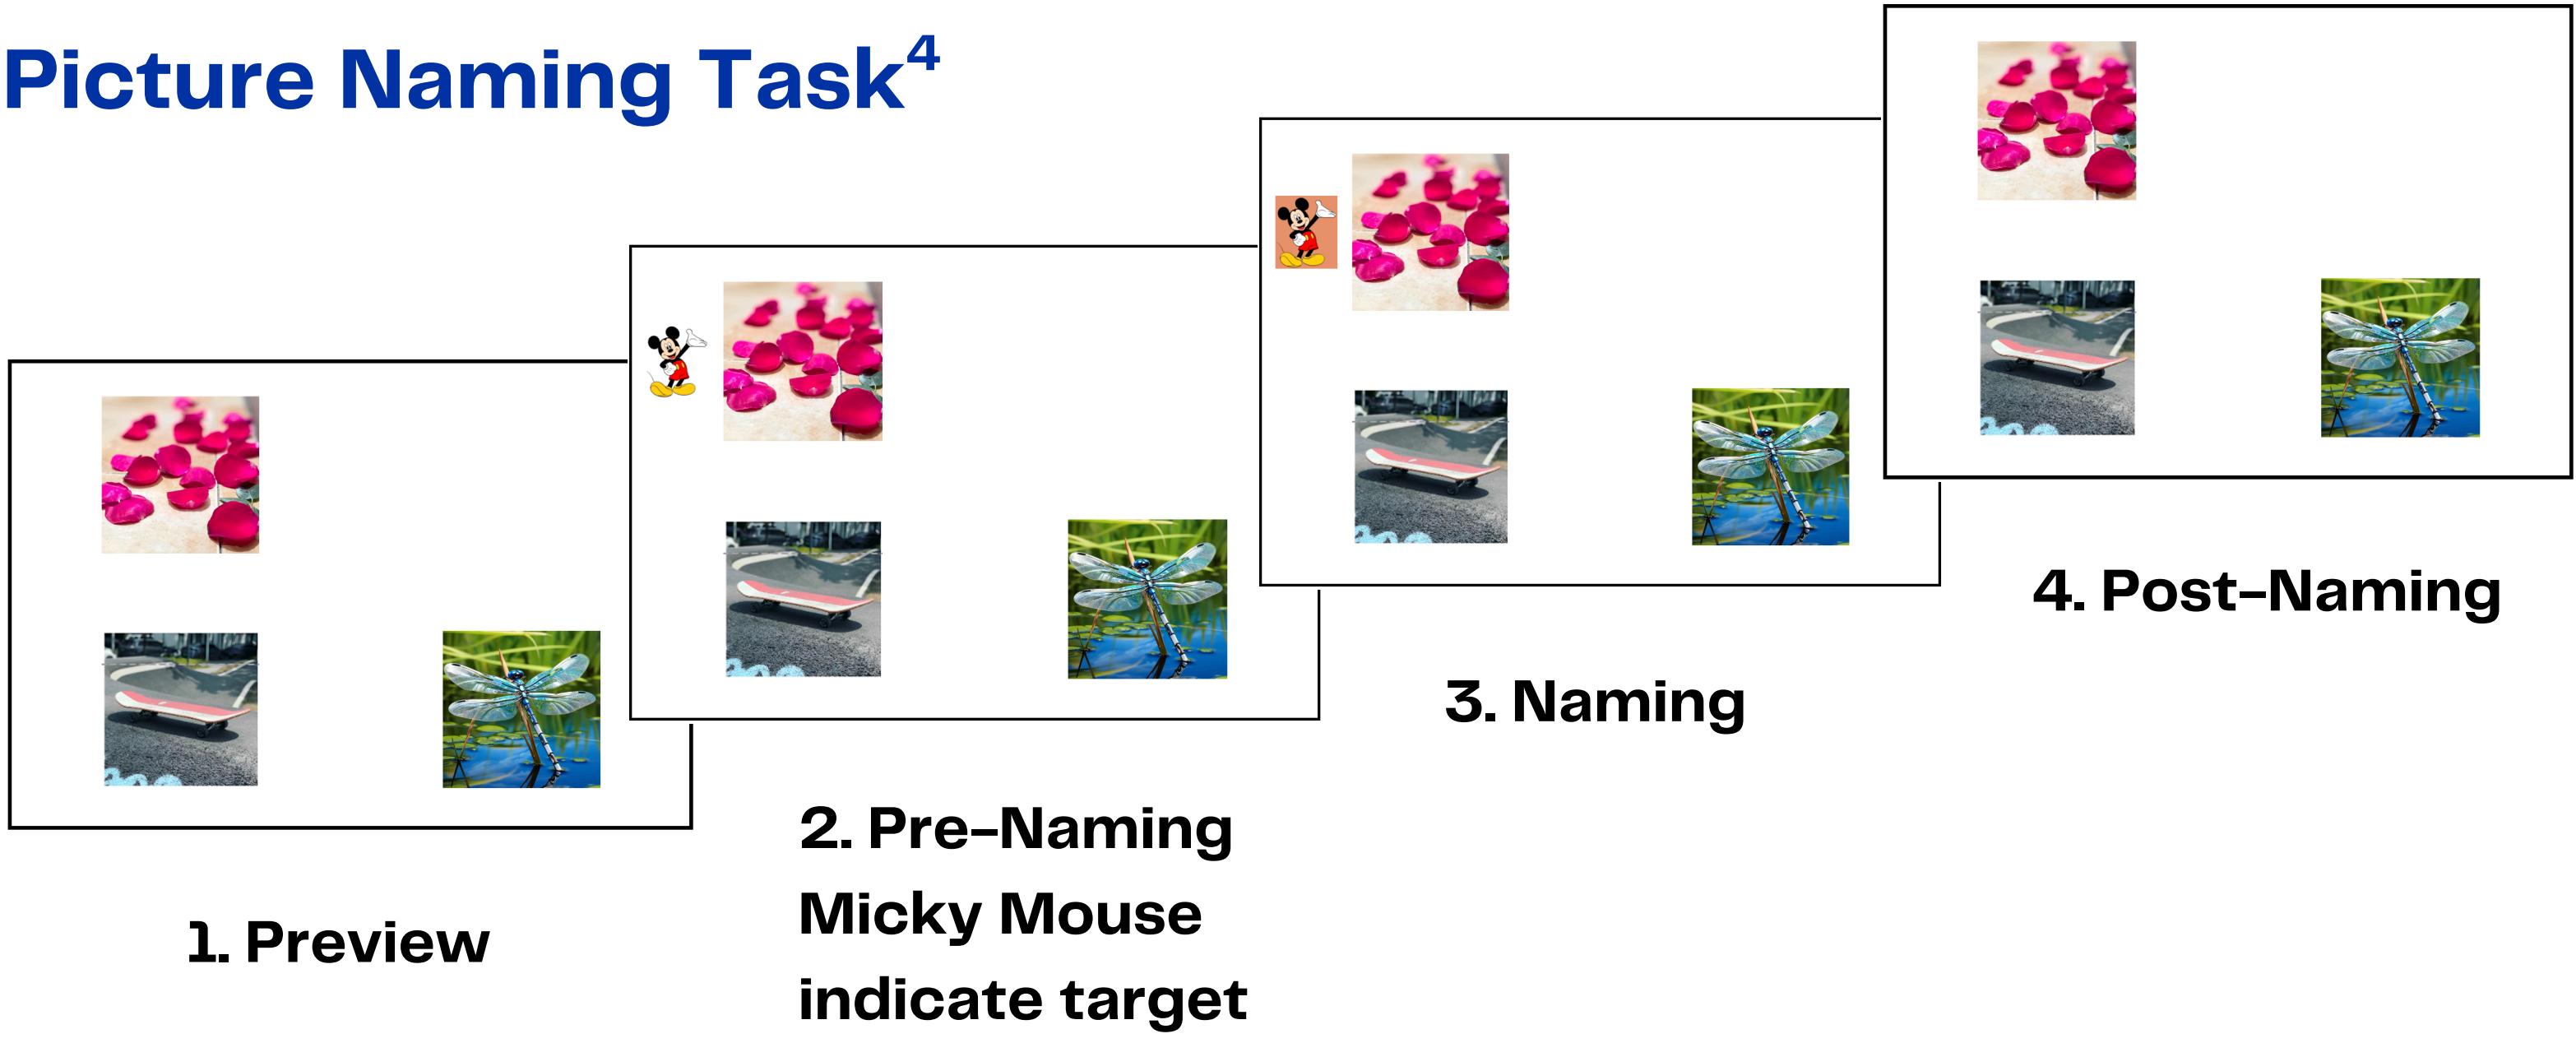 Picture Naming Task⁴
1. Preview
2. Pre-Naming
Micky Mouse
indicate target
3. Naming
4. Post-Naming